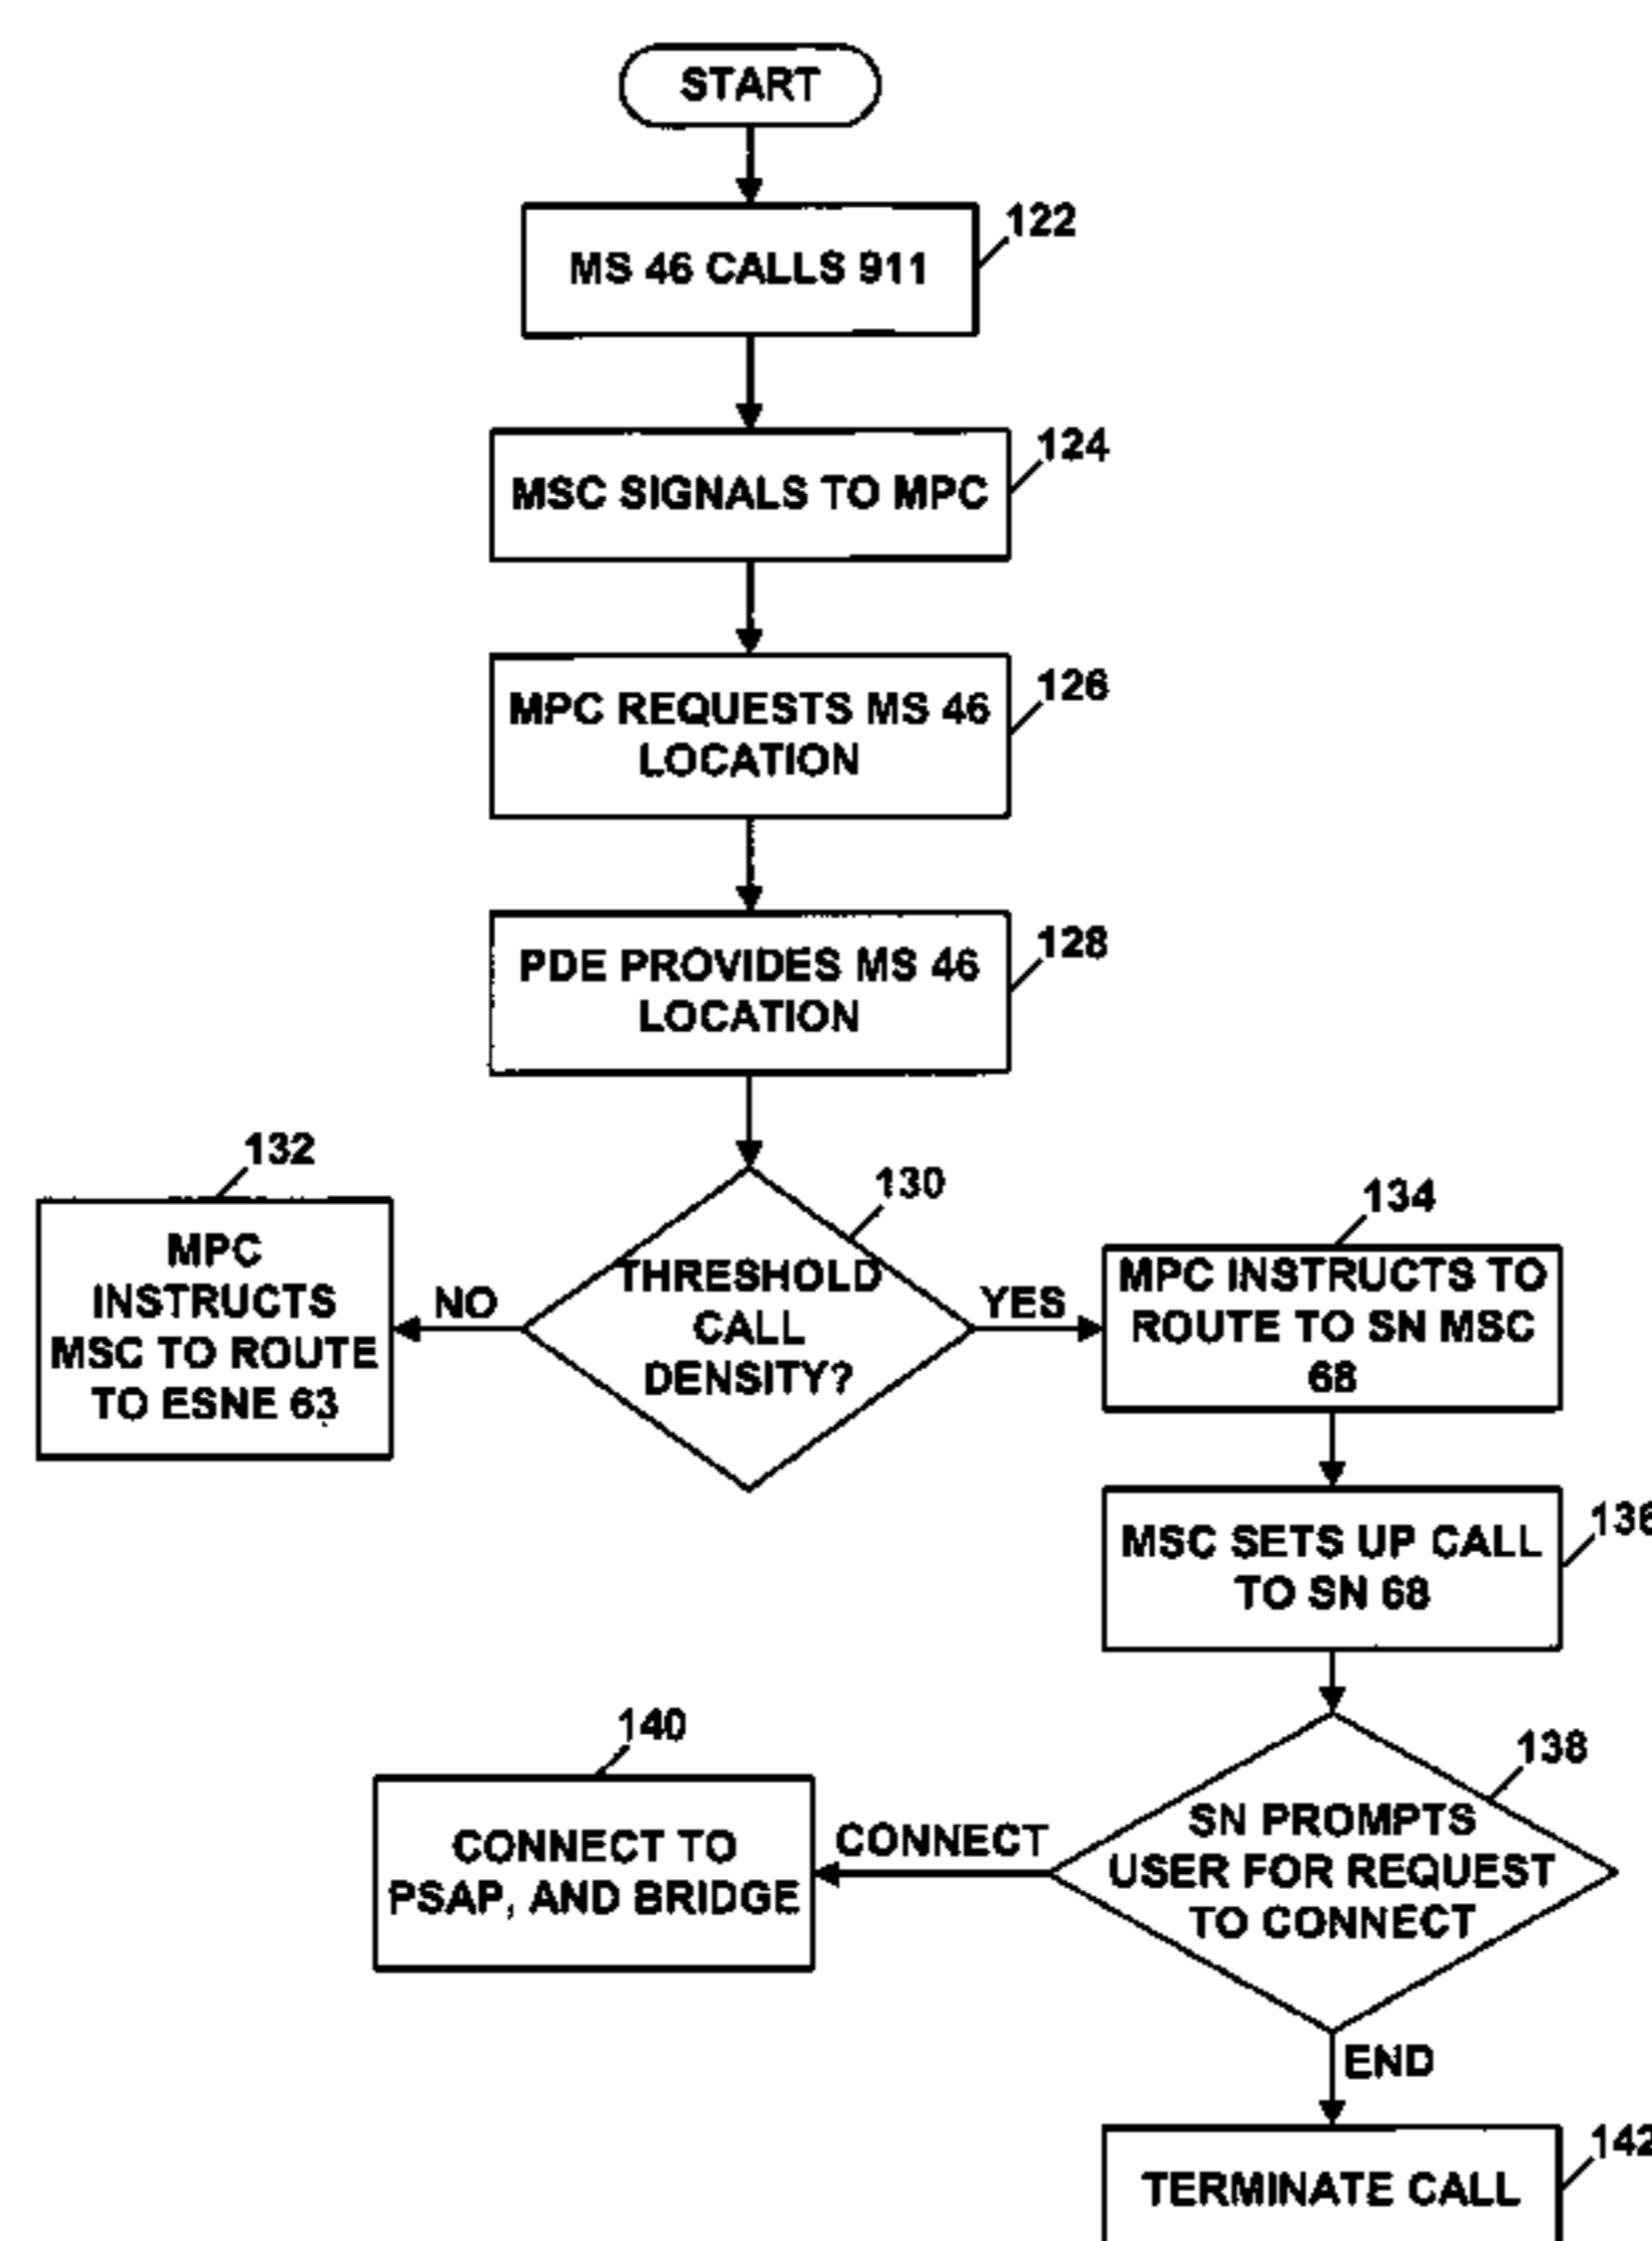 START
122
MS 46 CALLS 911
124
MSC SIGNALS TO MPC
126
MPC REQUESTS MS 46
LOCATION
128
PDE PROVIDES MS 46
LOCATION
132
130
134
MPC
INSTRUCTS
MSC TO ROUTE
TO ESNE 63
NO
THRESHOLD
CALL
DENSITY?
YES
MPC INSTRUCTS TO
ROUTE TO SN MSC
68
136
MSC SETS UP CALL
TO SN 68
140
138
CONNECT TO
PSAP, AND BRIDGE
CONNECT
SN PROMPTS
USER FOR REQUEST
TO CONNECT
END
142
TERMINATE CALL